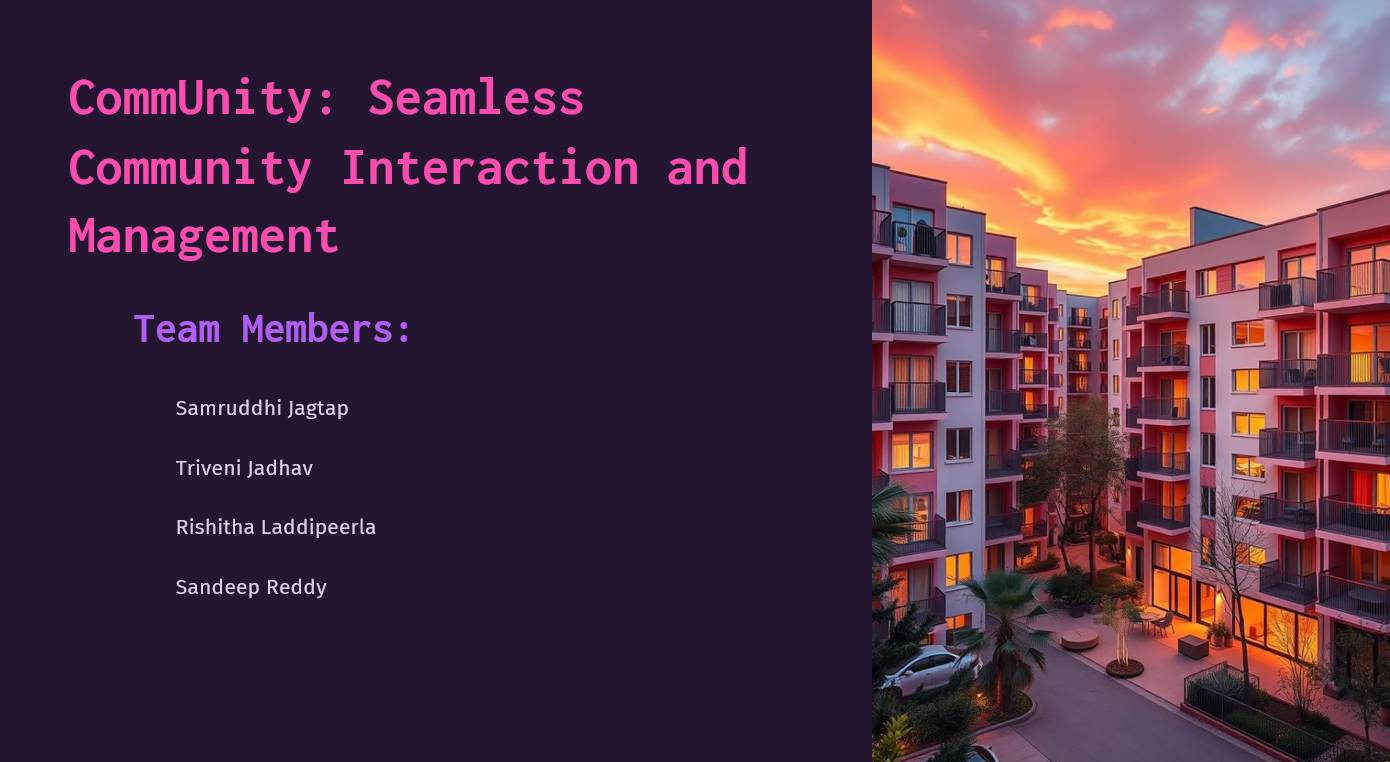 CommUnity: Seamless
Community Interaction and
Management
Team Members:
Samruddhi Jagtap
Triveni Jadhav
Rishitha Laddipeerla
Sandeep Reddy